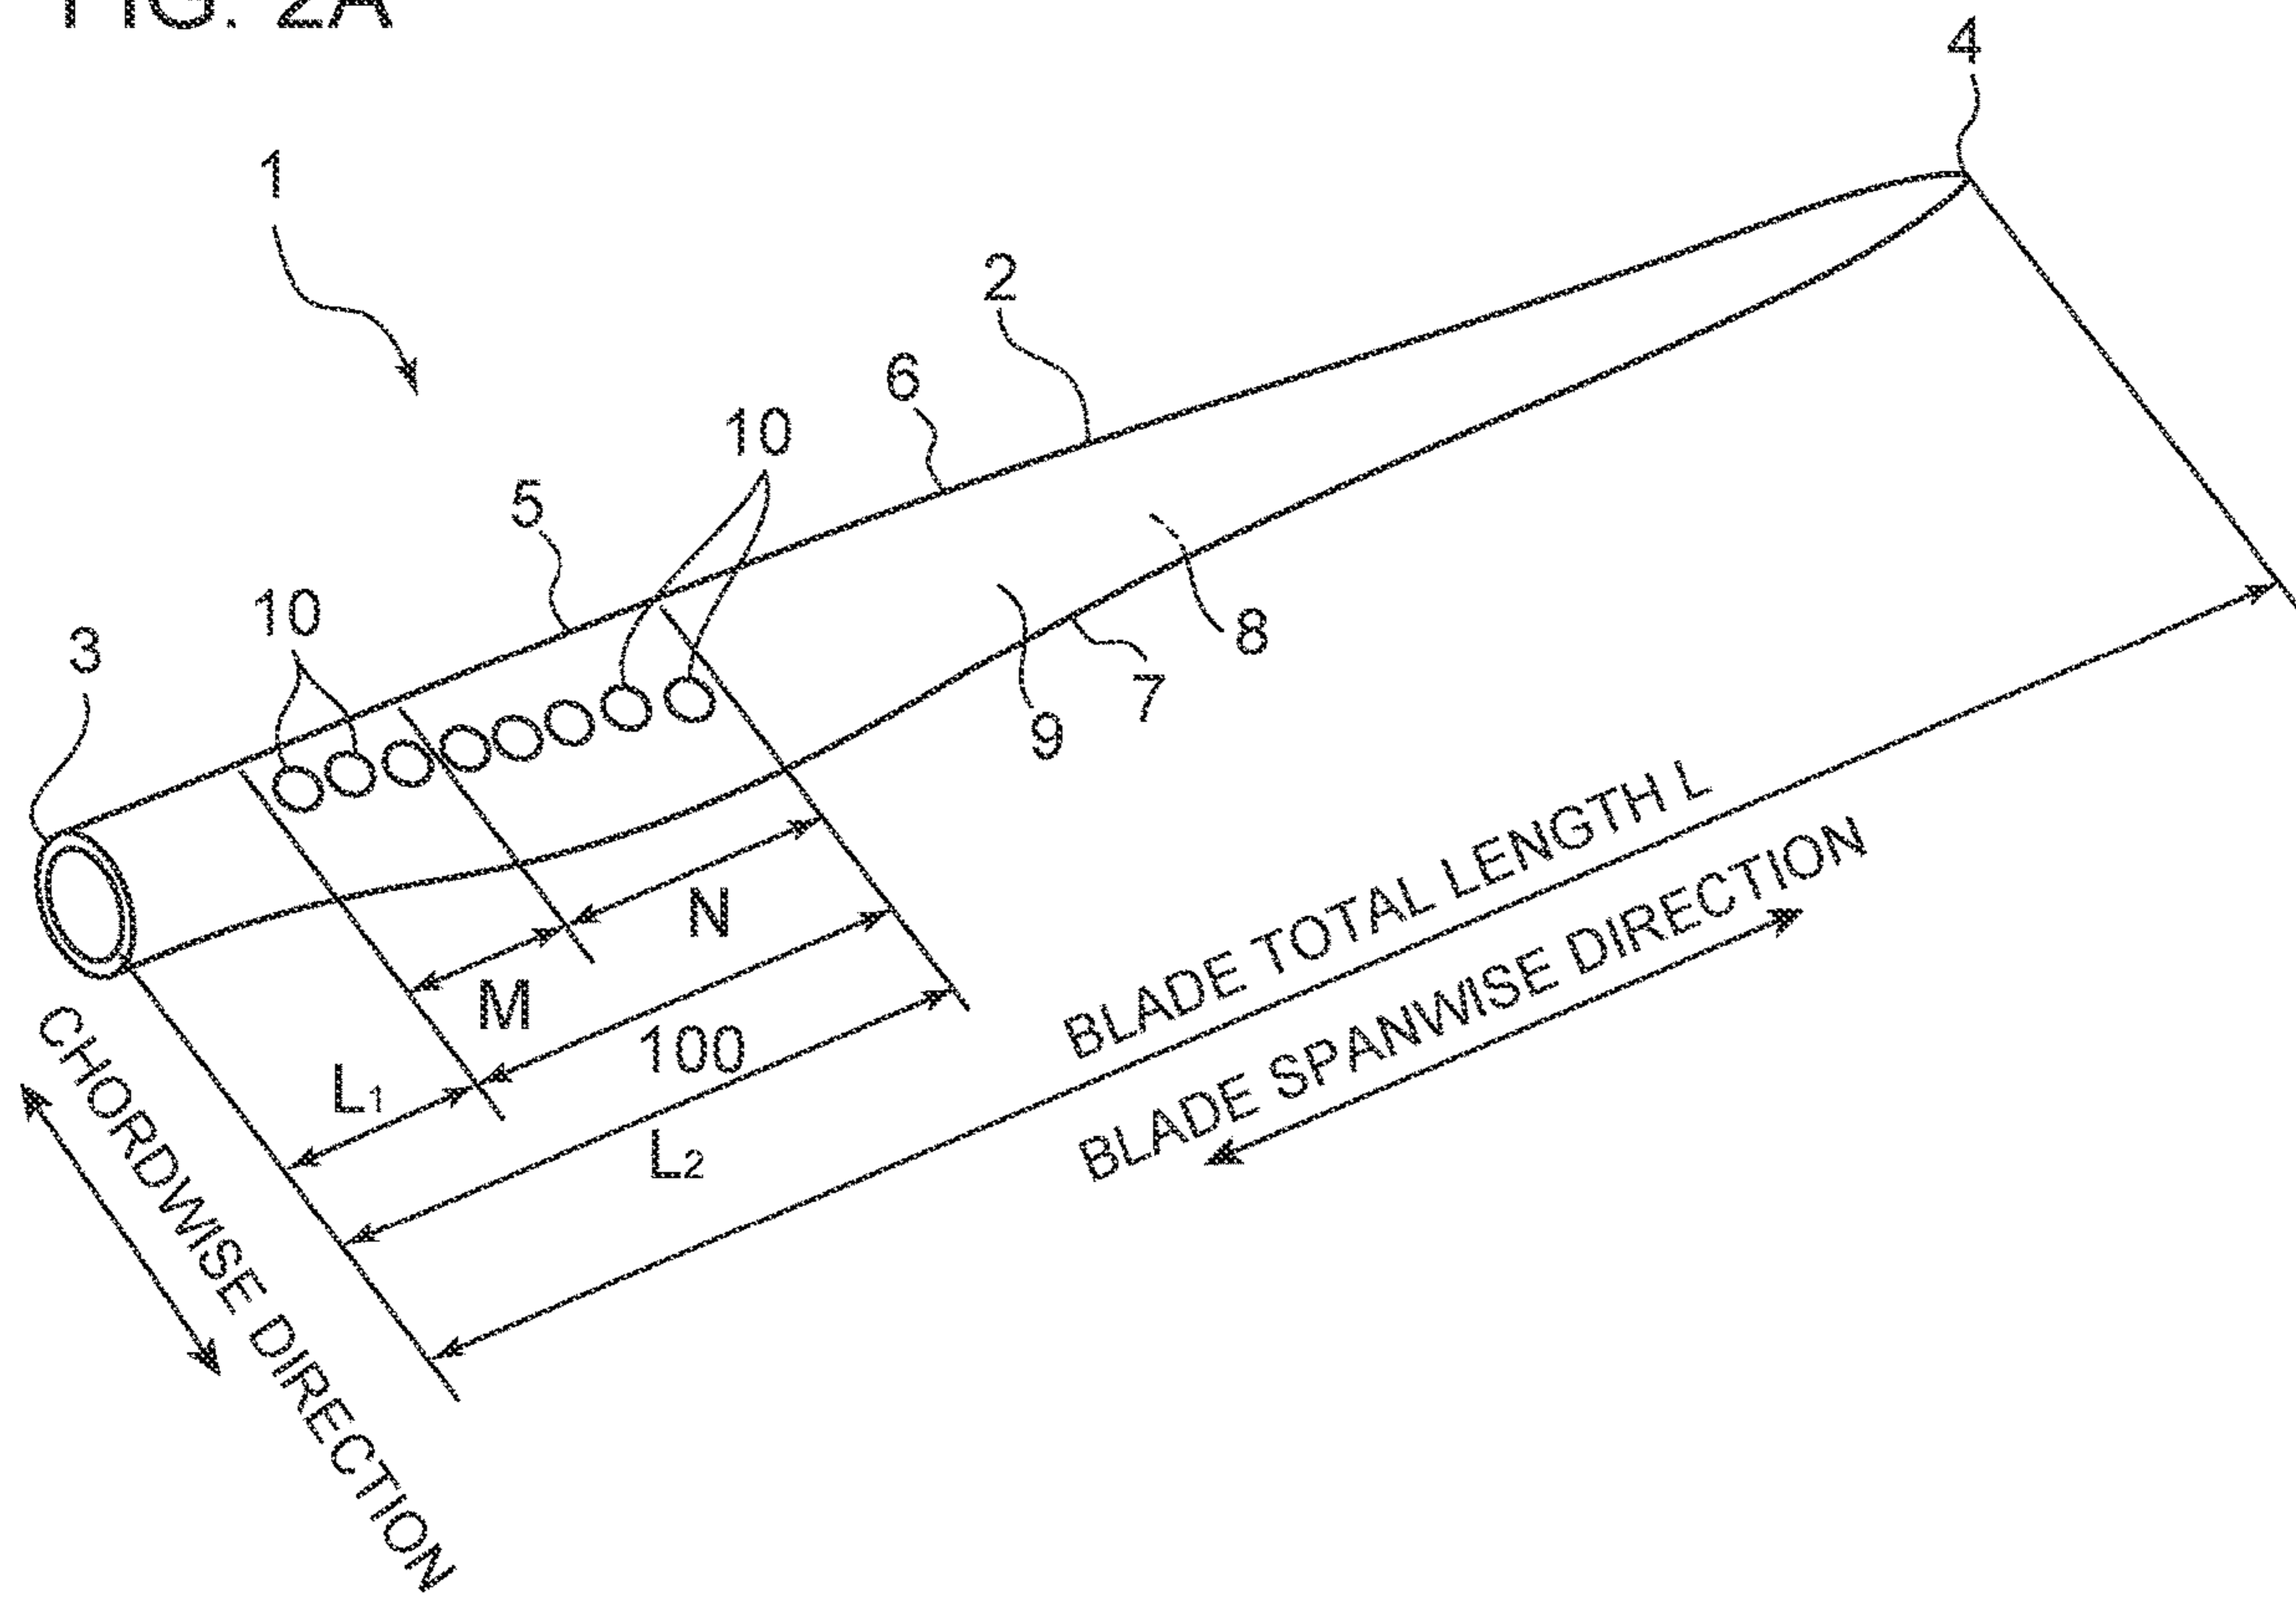 FIG. 2A
4
1
2
6
10
5
10
3
8
7
9
N
M
100
L1
L2
BLADE TOTAL LENGTH L
BLADE SPANWISE DIRECTION
CHORDWISE DIRECTION